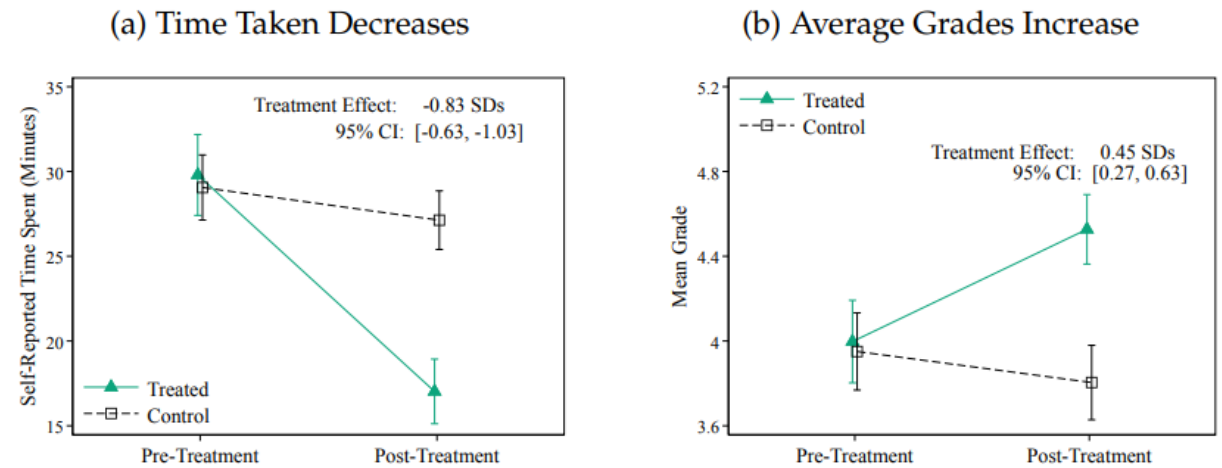 (a) Time Taken Decreases
Self-Reported Time Spent (Minutes)
35
30
25
20
15
Treatment Effect: -0.83 SDs
95% CI: [-0.63, -1.03]
Treated
Control
Pre-Treatment
Post-Treatment
(b) Average Grades Increase
Mean Grade
5.2
4.8
4.4
4
3.6
Treated
Control
Treatment Effect: 0.45 SDs
95% CI: [0.27, 0.63]
Pre-Treatment
Post-Treatment